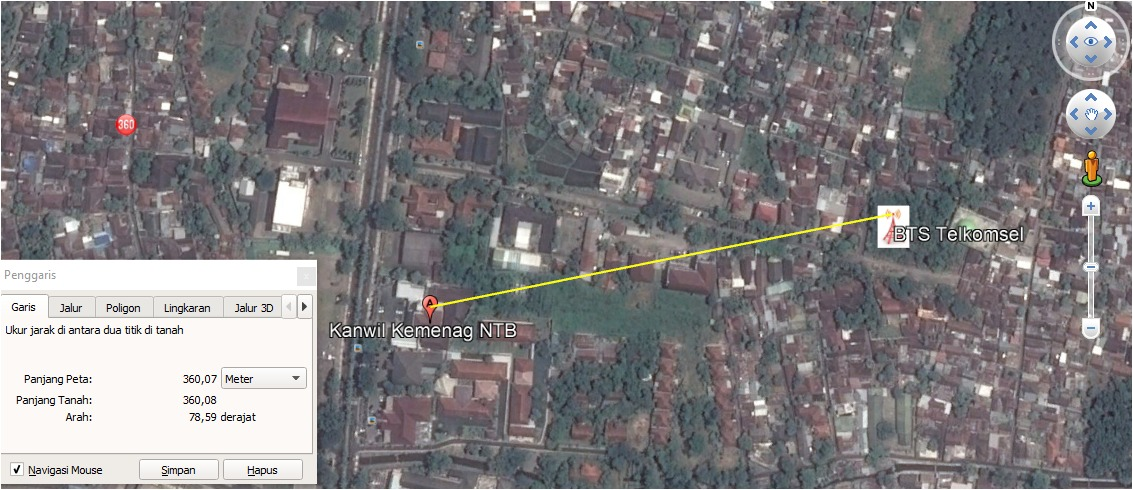 N
360
BTS Telkomsel
Penggaris
Garis Jalur Poligon Lingkaran Jalur 3D
Ukur jarak di antara dua titik di tanah
A
Kanwil Kemenag NTB
Panjang Peta: 360,07 Meter
Panjang Tanah: 360,08
Arah: 78,59 derajat
Navigasi Mouse Simpan Hapus